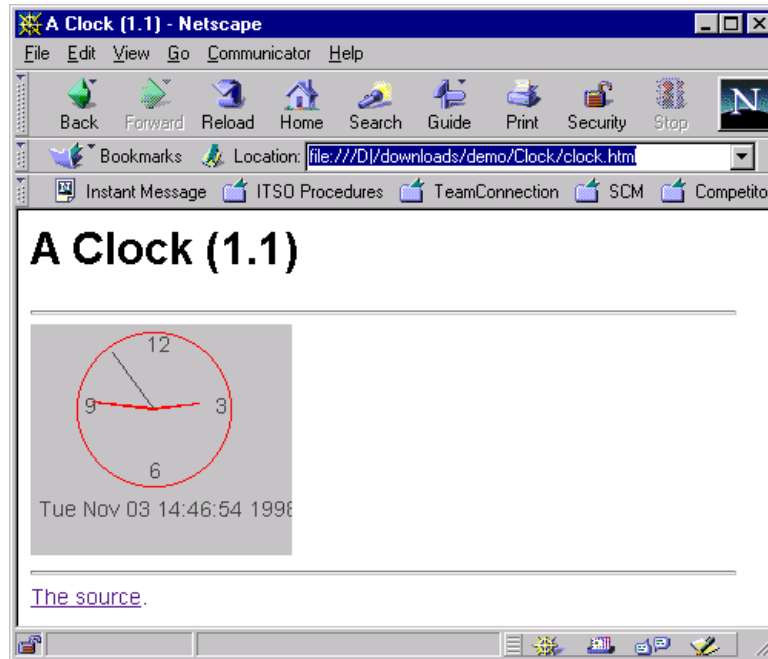 A Clock (1.1) - Netscape
File Edit View Go Communicator Help
Back Forward Reload Home Search Guide Print Security Stop
N
Bookmarks Location: file:///D|/downloads/demo/Clock/clock.html
Instant Message ITSO Procedures TeamConnection SCM Competito
A Clock (1.1)
12
9 3
6
Tue Nov 03 14:46:54 1998
The source.